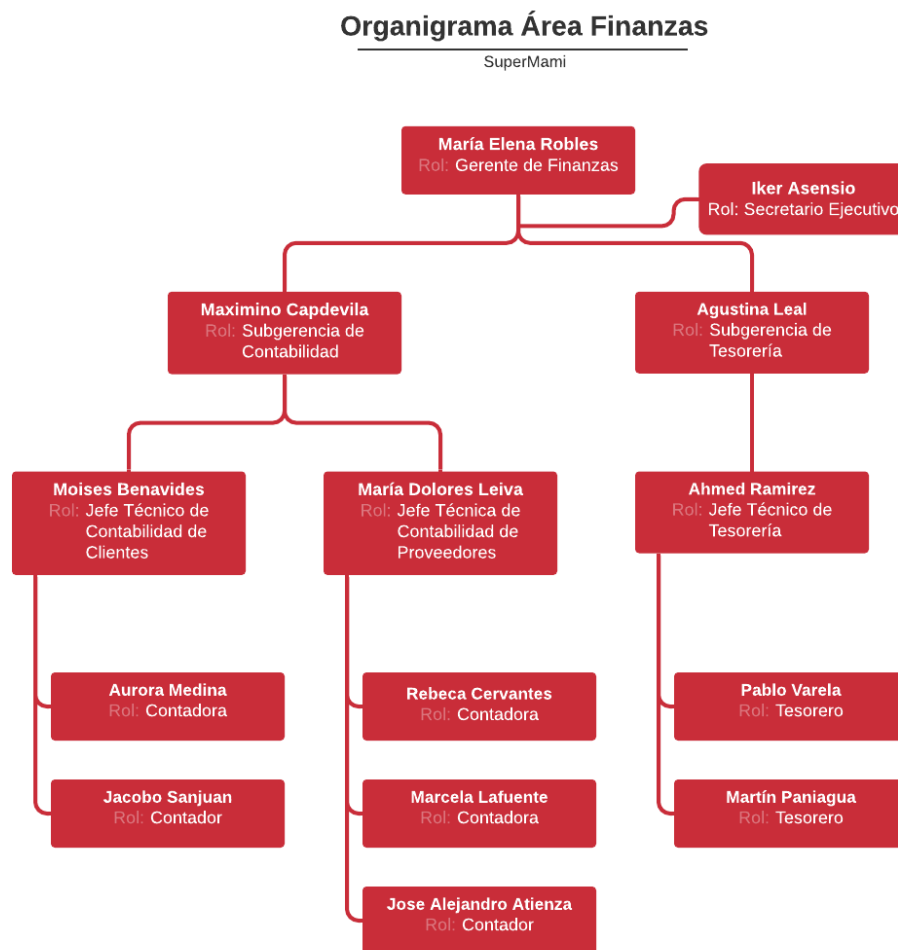 Organigrama Área Finanzas
SuperMami
María Elena Robles
Rol: Gerente de Finanzas
Iker Asensio
Rol: Secretario Ejecutivo
Maximino Capdevila
Rol: Subgerencia de
Contabilidad
Agustina Leal
Rol: Subgerencia de
Tesorería
Moises Benavides
Rol: Jefe Técnico de
Contabilidad de
Clientes
María Dolores Leiva
Rol: Jefe Técnica de
Contabilidad de
Proveedores
Ahmed Ramirez
Rol: Jefe Técnico de
Tesorería
Aurora Medina
Rol: Contadora
Rebeca Cervantes
Rol: Contadora
Pablo Varela
Rol: Tesorero
Jacobo Sanjuan
Rol: Contador
Marcela Lafuente
Rol: Contadora
Martín Paniagua
Rol: Tesorero
Jose Alejandro Atienza
Rol: Contador